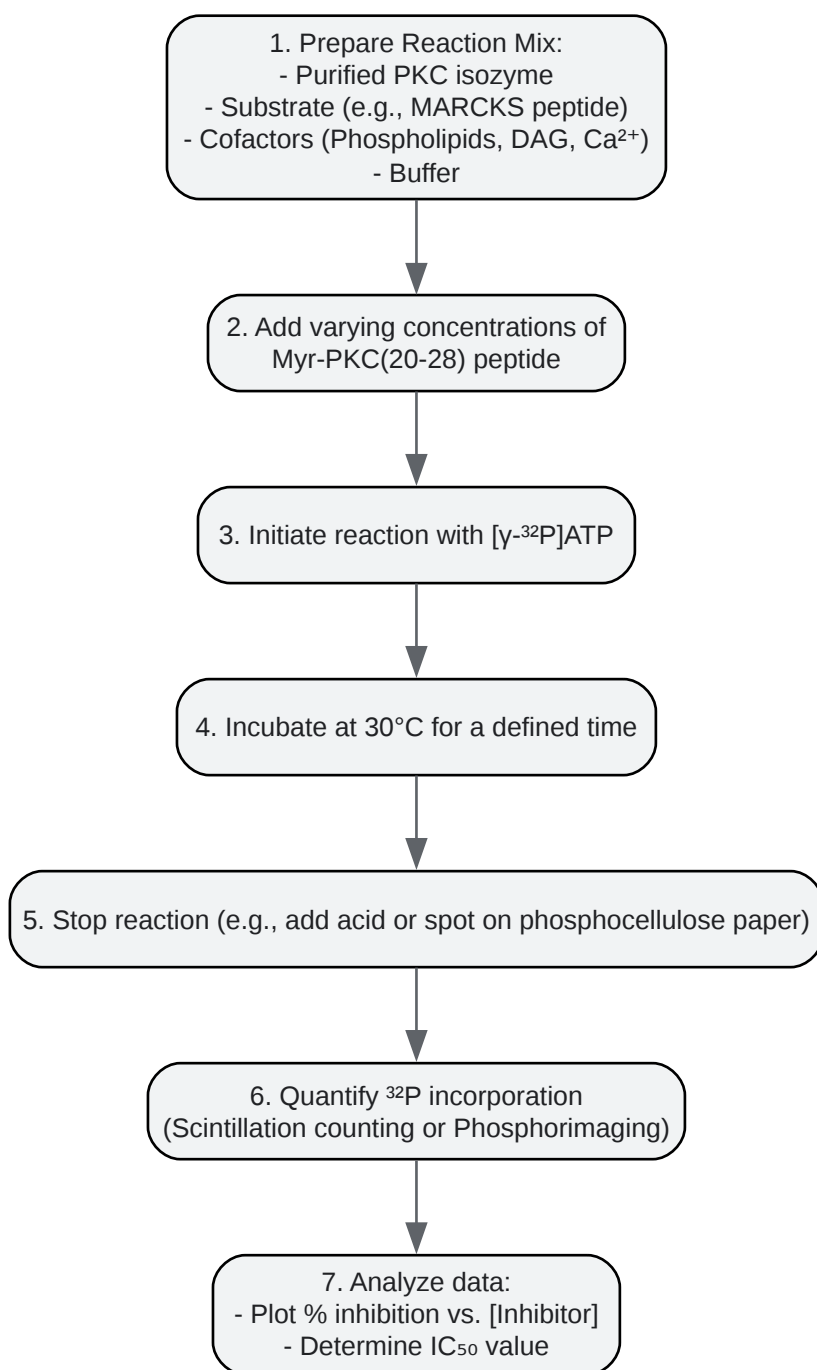 1. Prepare Reaction Mix:
- Purified PKC isozyme
- Substrate (e.g., MARCKS peptide)
- Cofactors (Phospholipids, DAG, Ca²⁺)
- Buffer
2. Add varying concentrations of
Myr-PKC(20-28) peptide
3. Initiate reaction with [γ-³²P]ATP
4. Incubate at 30°C for a defined time
5. Stop reaction (e.g., add acid or spot on phosphocellulose paper)
6. Quantify ³²P incorporation
(Scintillation counting or Phosphorimaging)
7. Analyze data:
- Plot % inhibition vs. [Inhibitor]
- Determine IC₅₀ value